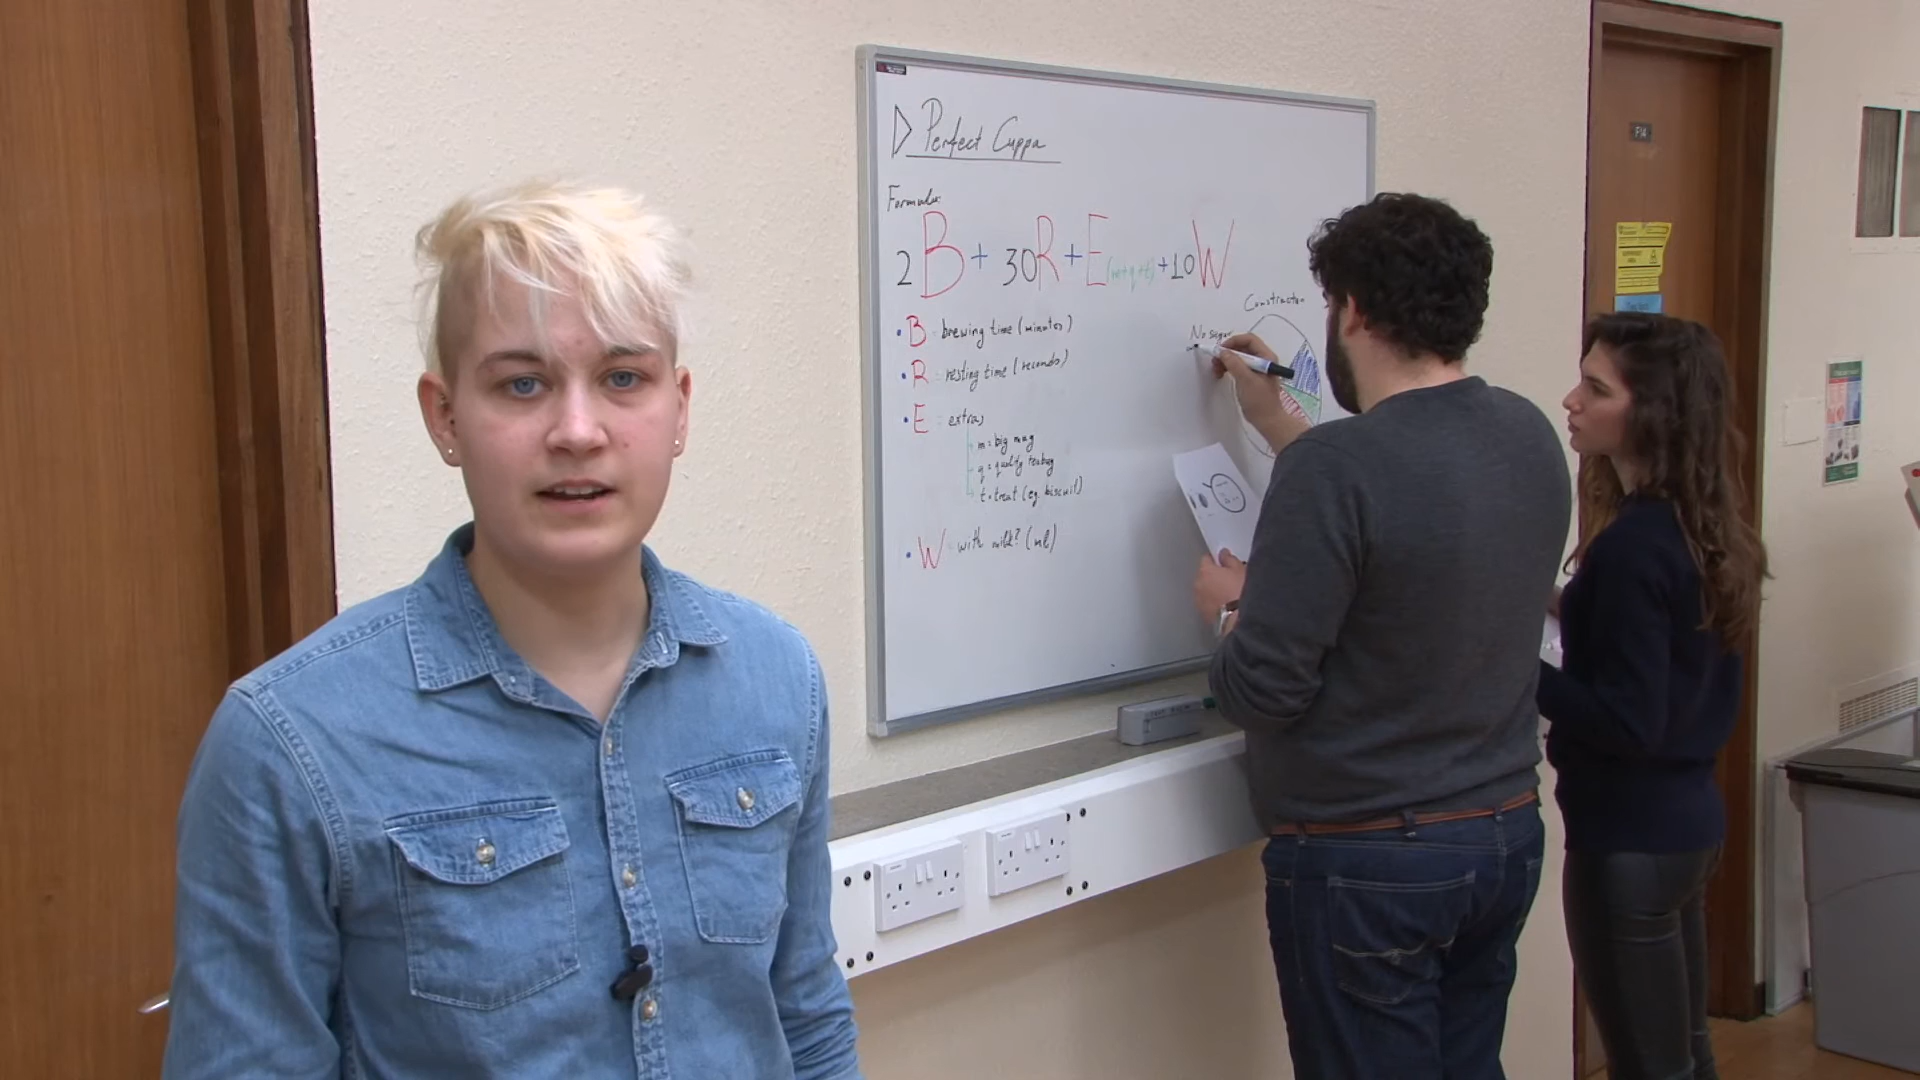 Perfect Cuppa
Formula:
2B + 30R + E(m+q+t) + 10W
• B = brewing time (minutes)
• R = resting time (seconds)
• E = extras
m = big mug
q = quality teabag
t = treat (eg. biscuit)
• W = with milk? (ml)
No sugar
F14